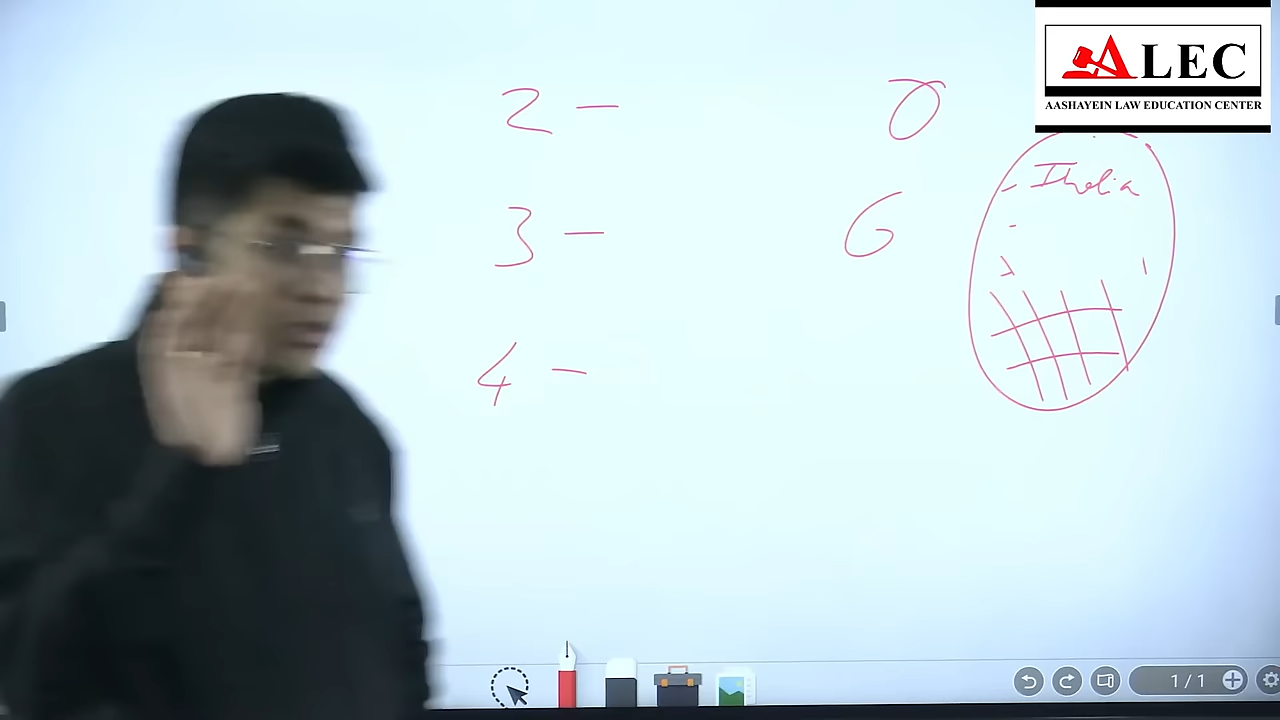 ALEC
AASHAYEIN LAW EDUCATION CENTER
2 - 0
- India
3 - 6
4 -
1 / 1